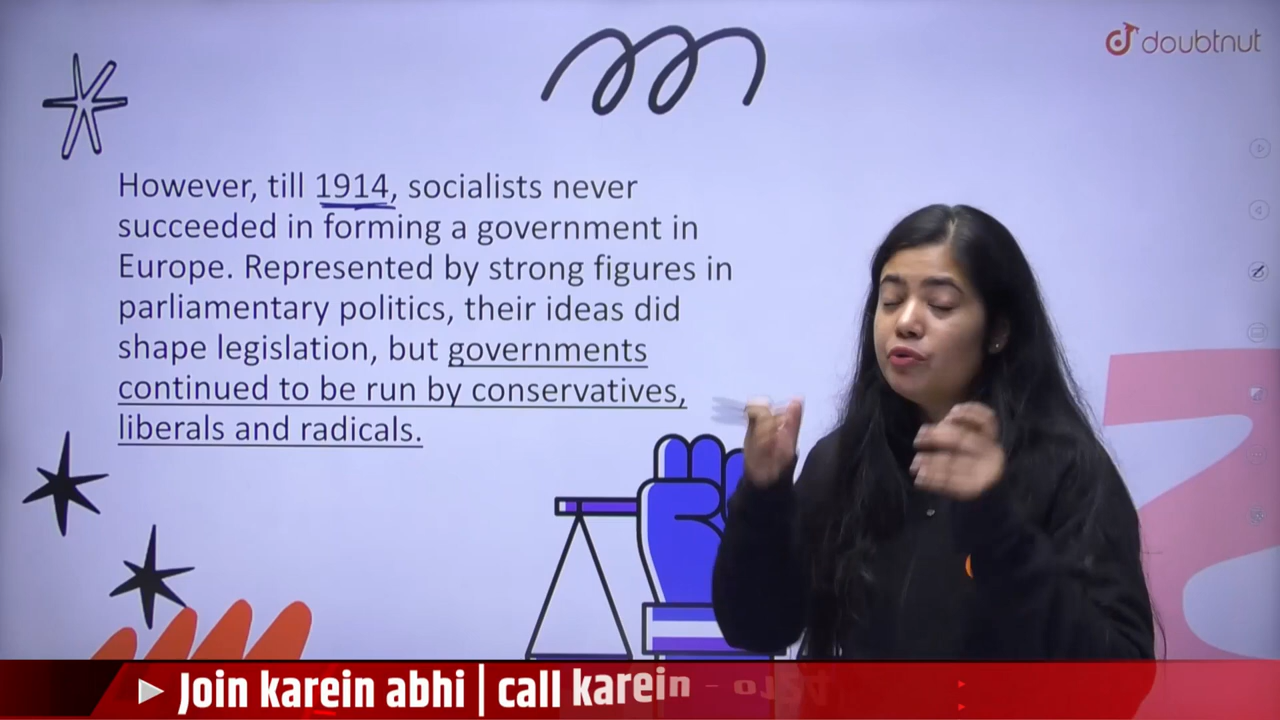 doubtnut
However, till 1914, socialists never
succeeded in forming a government in
Europe. Represented by strong figures in
parliamentary politics, their ideas did
shape legislation, but governments
continued to be run by conservatives,
liberals and radicals.
Join karein abhi | call karein -